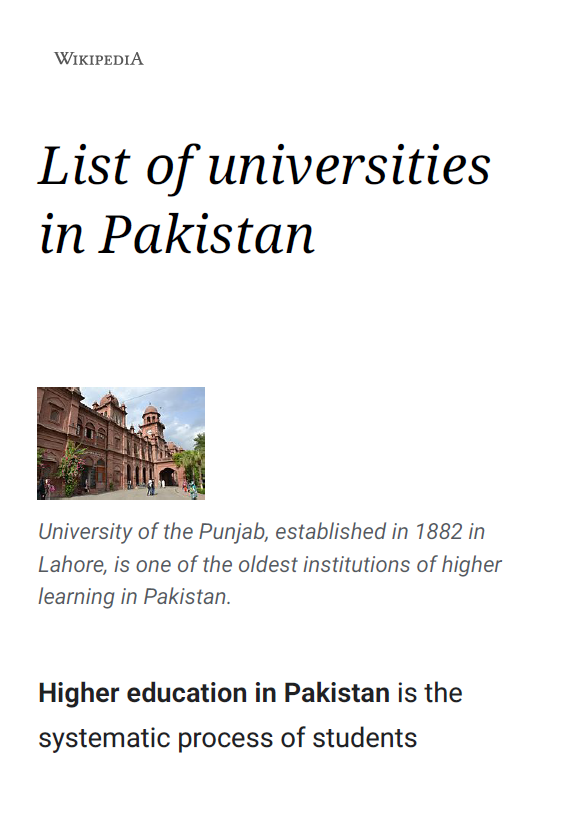 WIKIPEDIA
List of universities
in Pakistan
University of the Punjab, established in 1882 in
Lahore, is one of the oldest institutions of higher
learning in Pakistan.
Higher education in Pakistan is the
systematic process of students